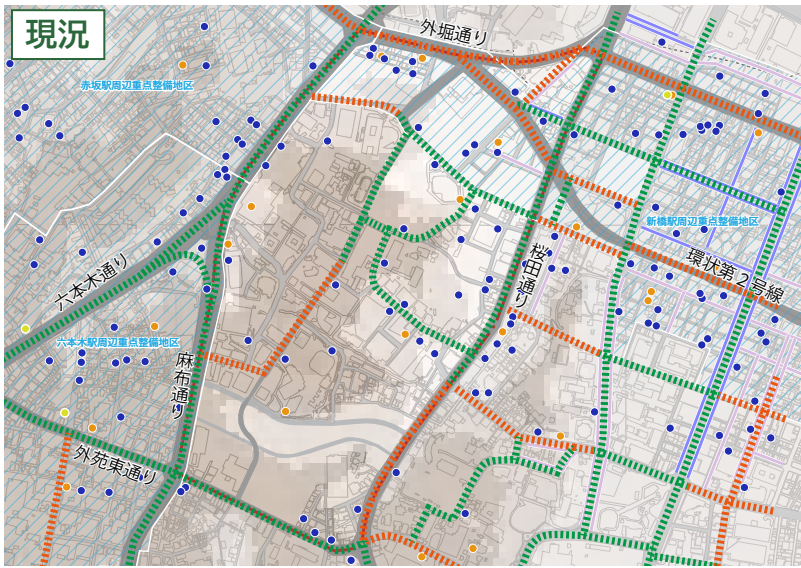 現況
外堀通り
赤坂駅周辺重点整備地区
新橋駅周辺重点整備地区
桜田通り
環状第2号線
六本木通り
六本木駅周辺重点整備地区
麻布通り
外苑東通り